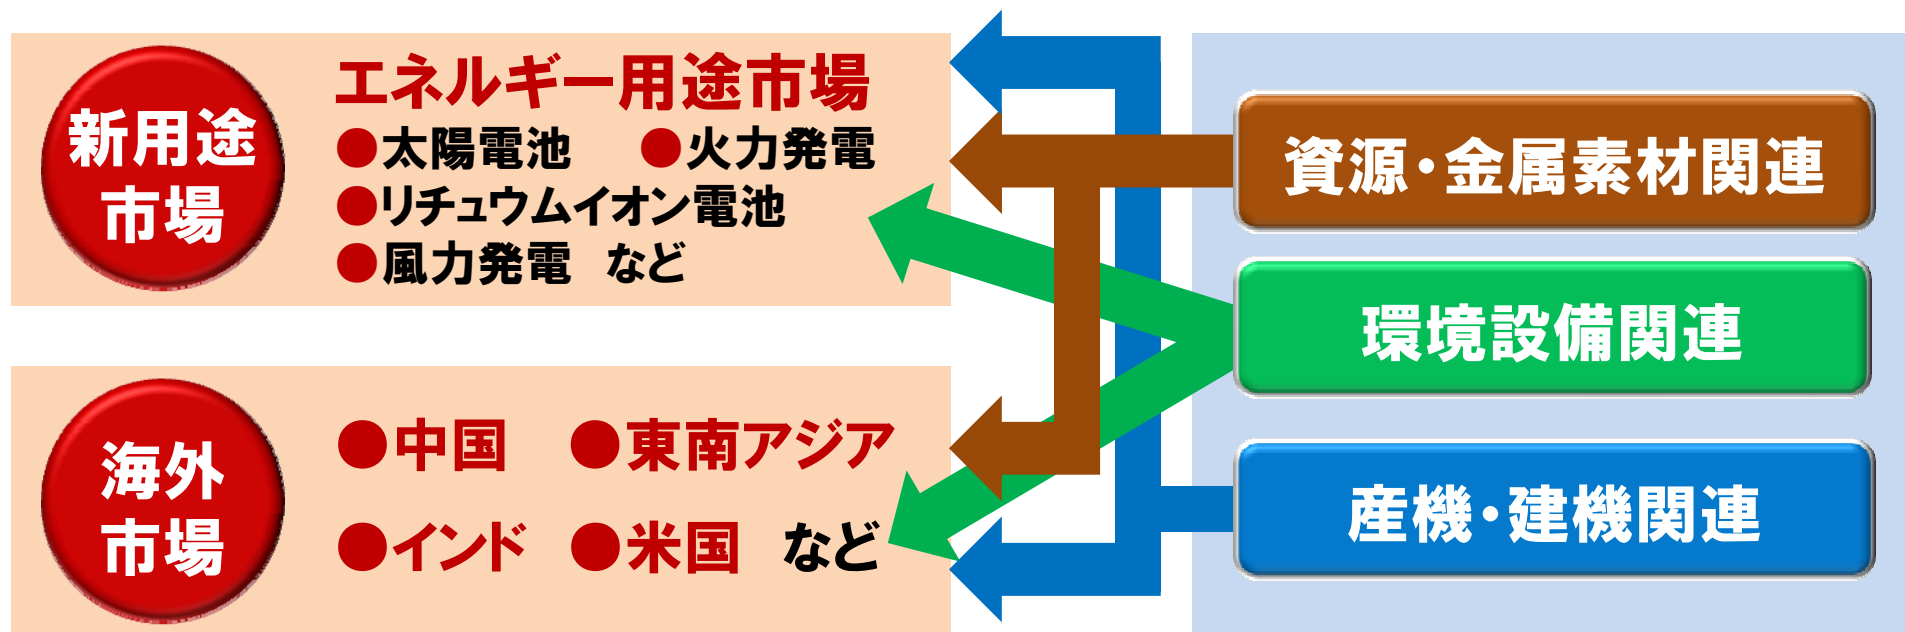 新用途
市場
エネルギー用途市場
●太陽電池　●火力発電
●リチュウムイオン電池
●風力発電　など
海外
市場
●中国　●東南アジア
●インド　●米国　など
資源・金属素材関連
環境設備関連
産機・建機関連